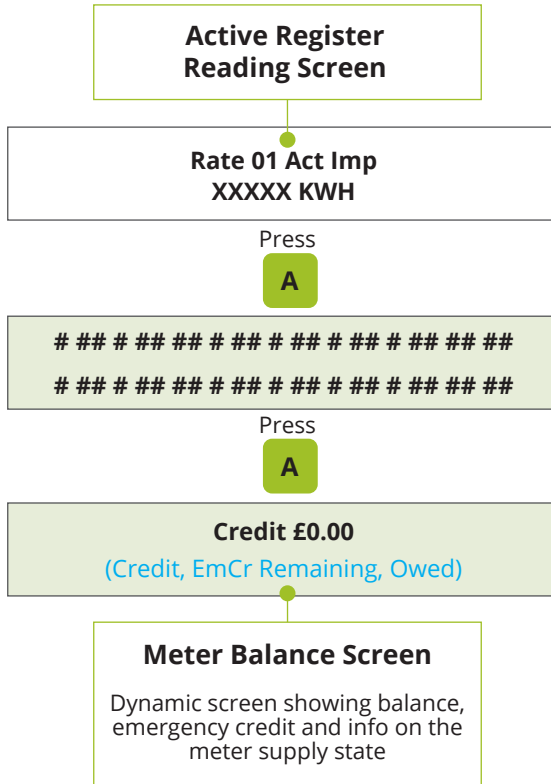 Active Register
Reading Screen
Rate 01 Act Imp
XXXXX KWH
Press
A
# ## # ## ## # ## # ## # ## # ## ## ##
# ## # ## ## # ## # ## # ## # ## ## ##
Press
A
Credit £0.00
(Credit, EmCr Remaining, Owed)
Meter Balance Screen
Dynamic screen showing balance,
emergency credit and info on the
meter supply state